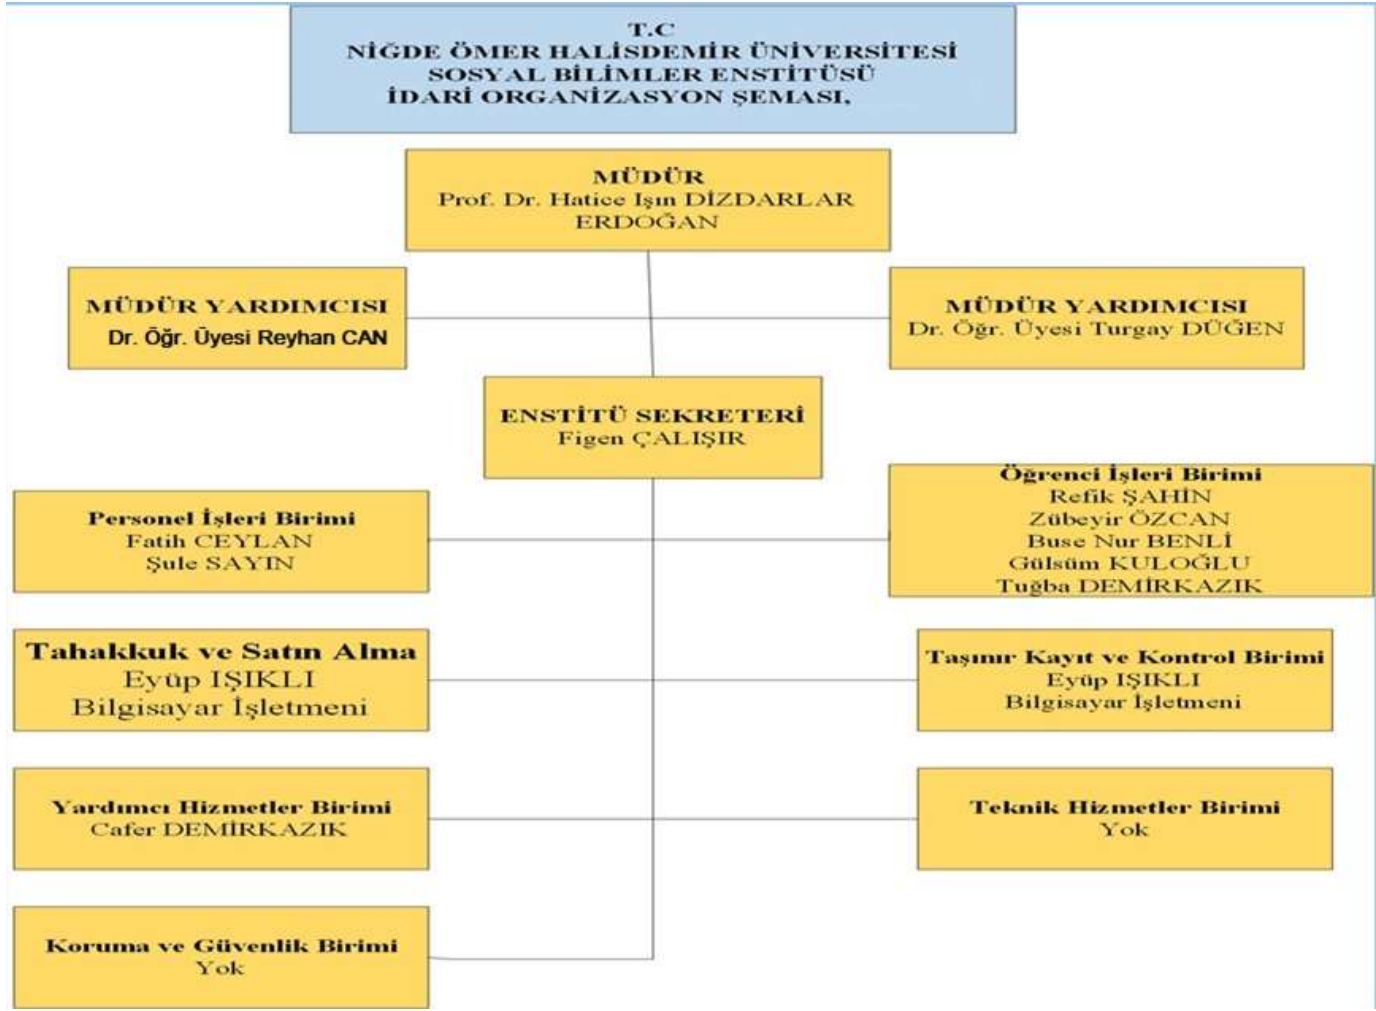 T.C
NİĞDE ÖMER HALİSDEMİR ÜNİVERSİTESİ
SOSYAL BİLİMLER ENSTİTÜSÜ
İDARİ ORGANİZASYON ŞEMASI,
MÜDÜR
Prof. Dr. Hatice Işın DİZDARLAR
ERDOĞAN
MÜDÜR YARDIMCISI
Dr. Öğr. Üyesi Reyhan CAN
MÜDÜR YARDIMCISI
Dr. Öğr. Üyesi Turgay DÜĞEN
ENSTİTÜ SEKRETERİ
Figen ÇALIŞIR
Personel İşleri Birimi
Fatih CEYLAN
Şule SAYIN
Öğrenci İşleri Birimi
Refik ŞAHİN
Zübeyir ÖZCAN
Buse Nur BENLİ
Gülsüm KULOĞLU
Tuğba DEMİRKAZIK
Tahakkuk ve Satın Alma
Eyüp IŞIKLI
Bilgisayar İşletmeni
Taşınır Kayıt ve Kontrol Birimi
Eyüp IŞIKLI
Bilgisayar İşletmeni
Yardımcı Hizmetler Birimi
Cafer DEMİRKAZIK
Teknik Hizmetler Birimi
Yok
Koruma ve Güvenlik Birimi
Yok